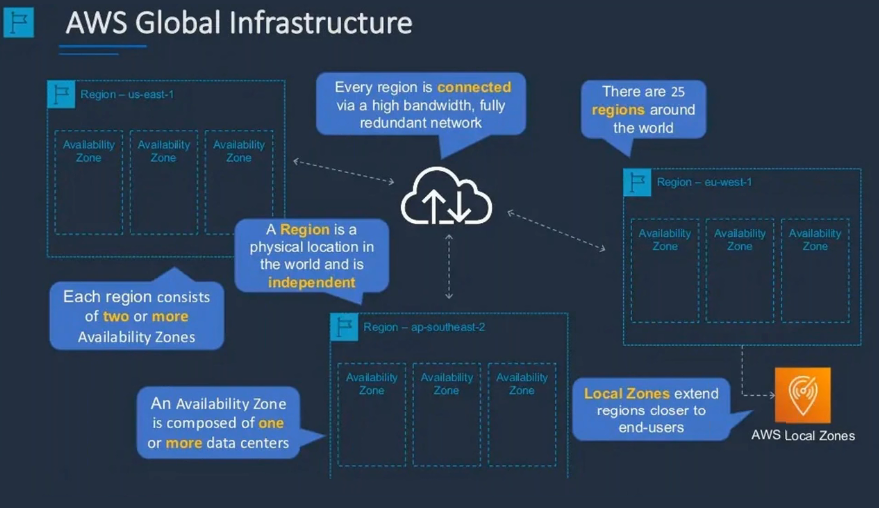 AWS Global Infrastructure
Every region is connected
via a high bandwidth, fully
redundant network
There are 25
regions around
the world
Region – us-east-1
Availability
Zone
Availability
Zone
Availability
Zone
Region – eu-west-1
Availability
Zone
Availability
Zone
Availability
Zone
A Region is a
physical location in
the world and is
independent
Each region consists
of two or more
Availability Zones
Region – ap-southeast-2
Availability
Zone
Availability
Zone
Availability
Zone
An Availability Zone
is composed of one
or more data centers
Local Zones extend
regions closer to
end-users
AWS Local Zones